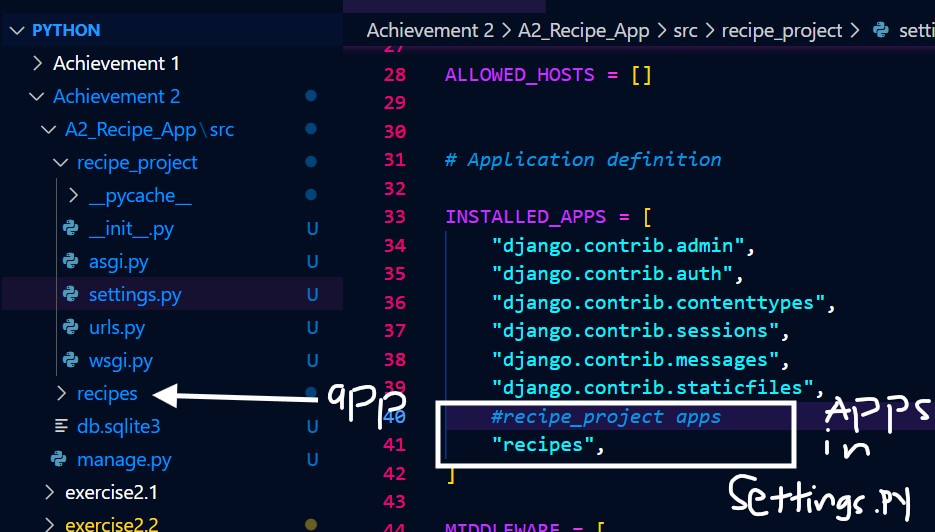 PYTHON
Achievement 1
Achievement 2
A2_Recipe_App\src
recipe_project
__pycache__
__init__.py U
asgi.py U
settings.py U
urls.py U
wsgi.py U
recipes
db.sqlite3 U
manage.py U
exercise2.1
exercise2.2
app
Achievement 2 > A2_Recipe_App > src > recipe_project >
27
28 ALLOWED_HOSTS = []
29
30
31 # Application definition
32
33 INSTALLED_APPS = [
34 "django.contrib.admin",
35 "django.contrib.auth",
36 "django.contrib.contenttypes",
37 "django.contrib.sessions",
38 "django.contrib.messages",
39 "django.contrib.staticfiles",
40 #recipe_project apps
41 "recipes",
42 ]
43
44 MIDDLEWARE = [
Apps
in
Settings.py